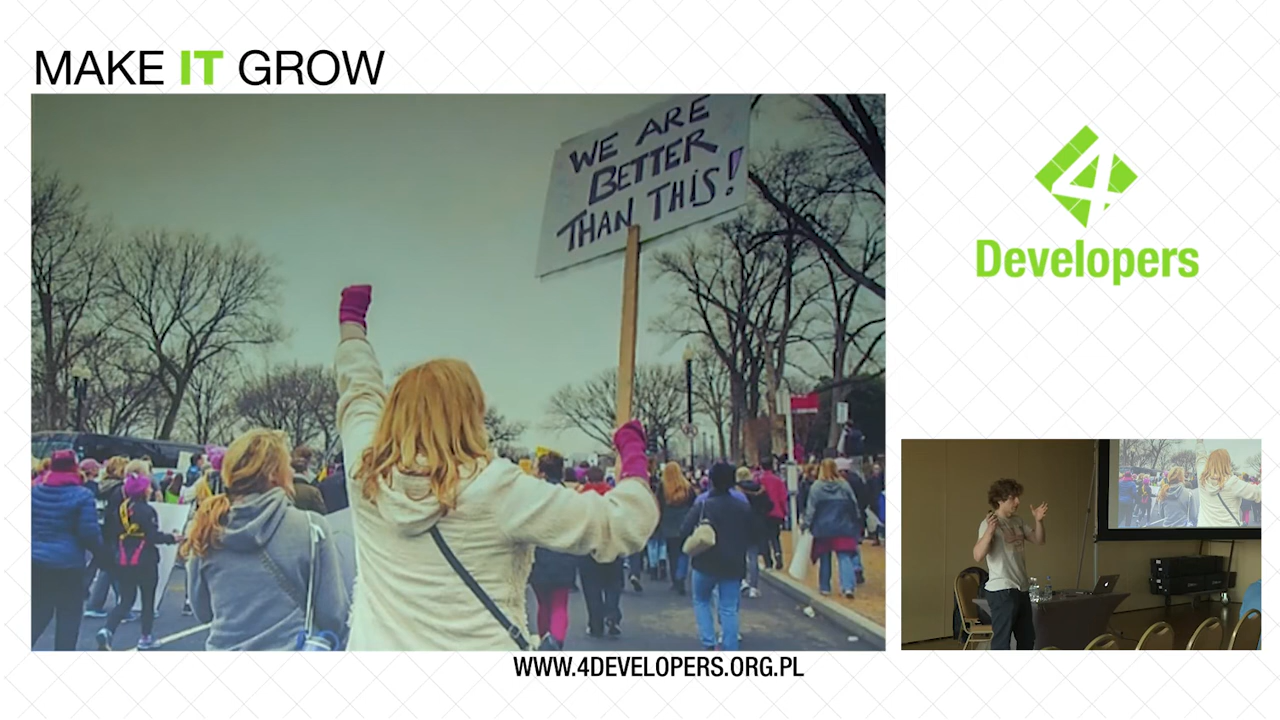 MAKE IT GROW
WE ARE
BETTER
THAN THIS!
4
Developers
WWW.4DEVELOPERS.ORG.PL